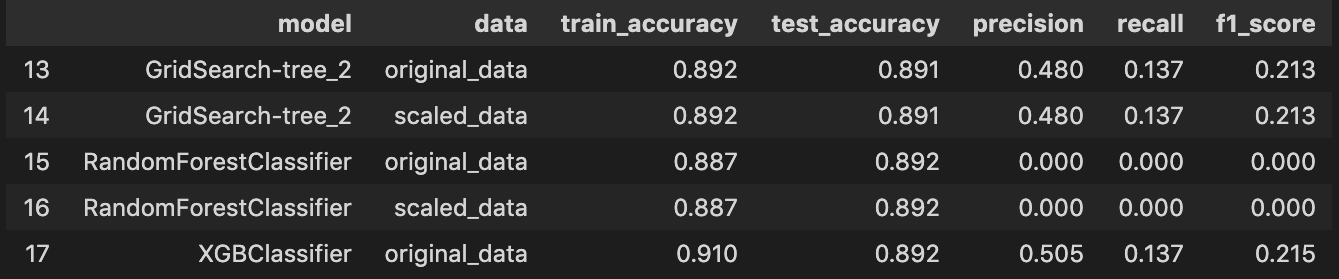 model data train_accuracy test_accuracy precision recall f1_score
13 GridSearch-tree_2 original_data 0.892 0.891 0.480 0.137 0.213
14 GridSearch-tree_2 scaled_data 0.892 0.891 0.480 0.137 0.213
15 RandomForestClassifier original_data 0.887 0.892 0.000 0.000 0.000
16 RandomForestClassifier scaled_data 0.887 0.892 0.000 0.000 0.000
17 XGBClassifier original_data 0.910 0.892 0.505 0.137 0.215